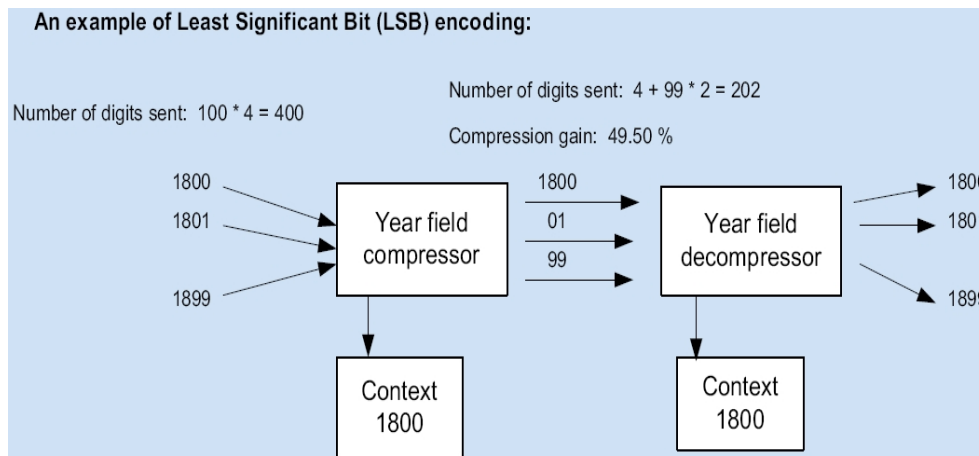 An example of Least Significant Bit (LSB) encoding:
Number of digits sent: 4 + 99 * 2 = 202
Number of digits sent: 100 * 4 = 400
Compression gain: 49.50 %
1800
1801
1899
Year field
compressor
1800
01
99
Year field
decompressor
180
Context
1800
Context
1800